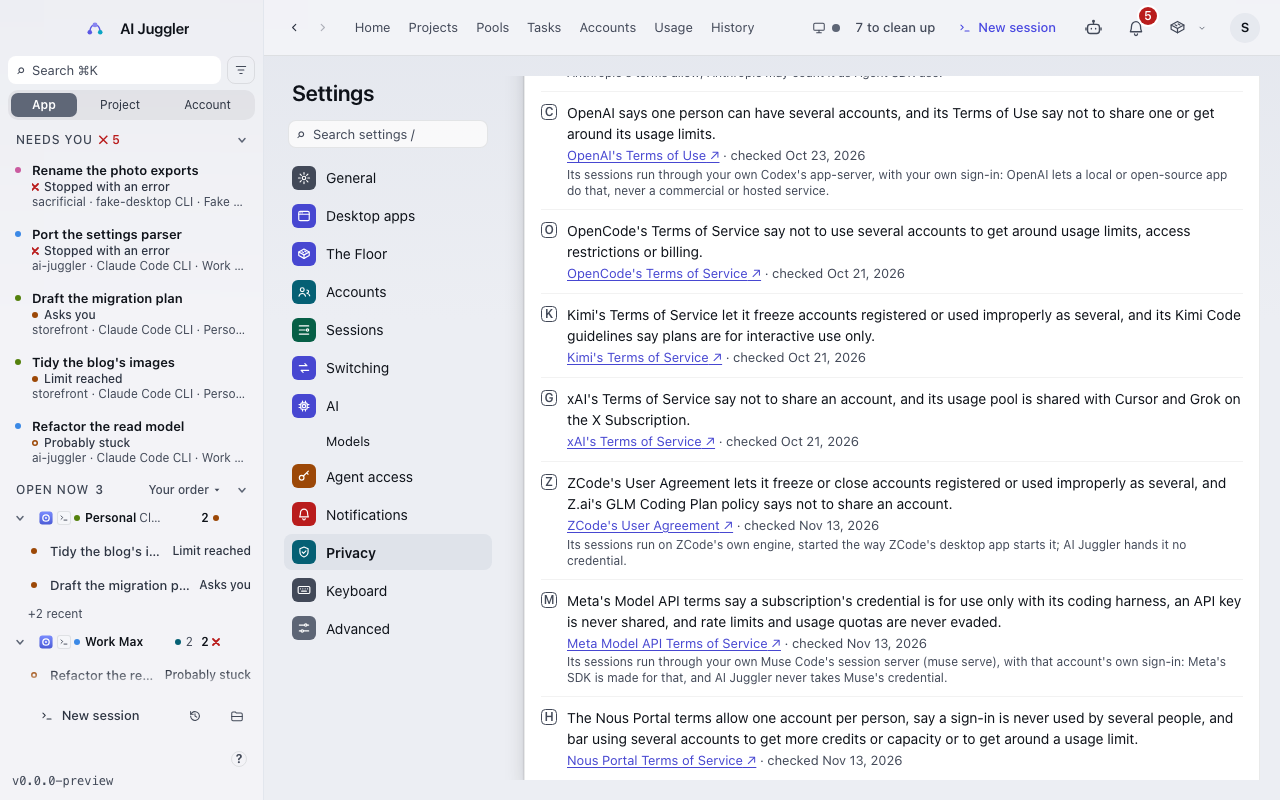 AI Juggler
Home
Projects
Pools
Tasks
Accounts
Usage
History
7 to clean up
New session
5
S
Search ⌘K
App
Project
Account
NEEDS YOU
5
Rename the photo exports
Stopped with an error
sacrificial · fake-desktop CLI · Fake ...
Port the settings parser
Stopped with an error
ai-juggler · Claude Code CLI · Work ...
Draft the migration plan
Asks you
storefront · Claude Code CLI · Perso...
Tidy the blog's images
Limit reached
storefront · Claude Code CLI · Perso...
Refactor the read model
Probably stuck
ai-juggler · Claude Code CLI · Work ...
OPEN NOW 3
Your order
Personal Cl... 2
Tidy the blog's i... Limit reached
Draft the migration p... Asks you
+2 recent
Work Max 2 2
Refactor the re... Probably stuck
New session
?
v0.0.0-preview
Settings
Search settings /
General
Desktop apps
The Floor
Accounts
Sessions
Switching
AI
Models
Agent access
Notifications
Privacy
Keyboard
Advanced
C
OpenAI says one person can have several accounts, and its Terms of Use say not to share one or get
around its usage limits.
OpenAI's Terms of Use ↗ · checked Oct 23, 2026
Its sessions run through your own Codex's app-server, with your own sign-in: OpenAI lets a local or open-source app
do that, never a commercial or hosted service.
O
OpenCode's Terms of Service say not to use several accounts to get around usage limits, access
restrictions or billing.
OpenCode's Terms of Service ↗ · checked Oct 21, 2026
K
Kimi's Terms of Service let it freeze accounts registered or used improperly as several, and its Kimi Code
guidelines say plans are for interactive use only.
Kimi's Terms of Service ↗ · checked Oct 21, 2026
G
xAI's Terms of Service say not to share an account, and its usage pool is shared with Cursor and Grok on
the X Subscription.
xAI's Terms of Service ↗ · checked Oct 21, 2026
Z
ZCode's User Agreement lets it freeze or close accounts registered or used improperly as several, and
Z.ai's GLM Coding Plan policy says not to share an account.
ZCode's User Agreement ↗ · checked Nov 13, 2026
Its sessions run on ZCode's own engine, started the way ZCode's desktop app starts it; AI Juggler hands it no
credential.
M
Meta's Model API terms say a subscription's credential is for use only with its coding harness, an API key
is never shared, and rate limits and usage quotas are never evaded.
Meta Model API Terms of Service ↗ · checked Nov 13, 2026
Its sessions run through your own Muse Code's session server (muse serve), with that account's own sign-in: Meta's
SDK is made for that, and AI Juggler never takes Muse's credential.
H
The Nous Portal terms allow one account per person, say a sign-in is never used by several people, and
bar using several accounts to get more credits or capacity or to get around a usage limit.
Nous Portal Terms of Service ↗ · checked Nov 13, 2026